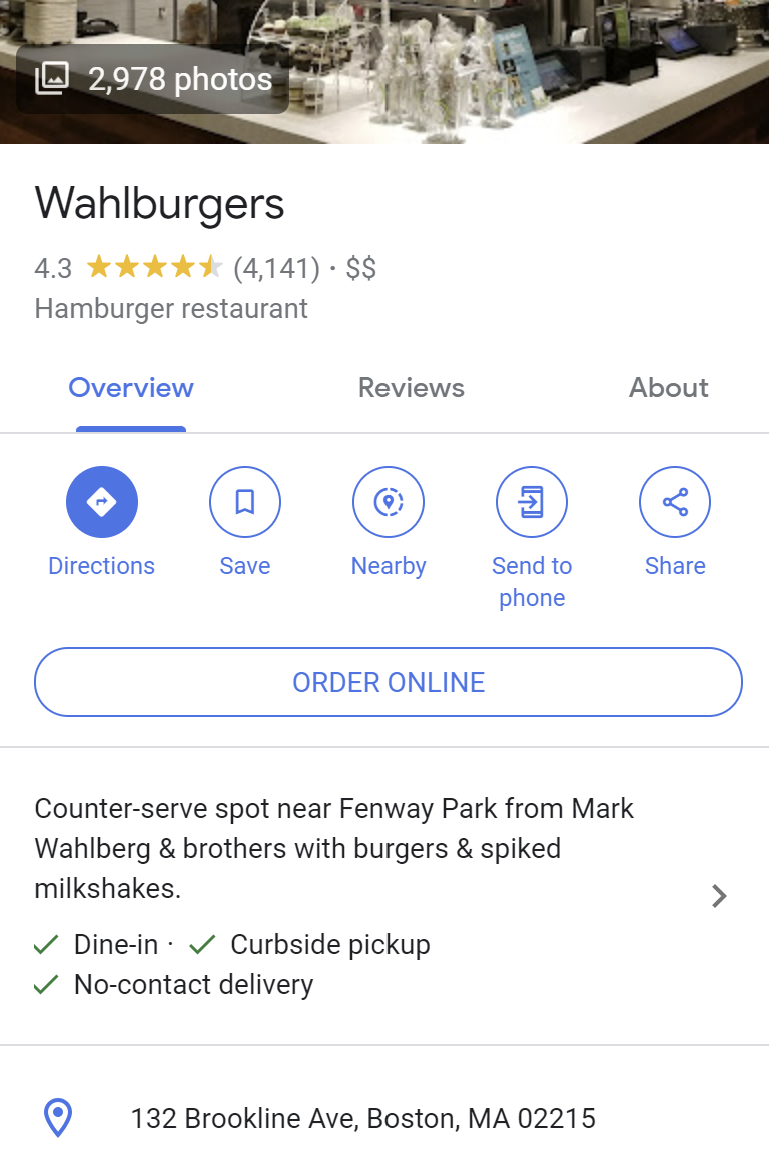 2,978 photos
Wahlburgers
4.3 (4,141) · $$
Hamburger restaurant
Overview Reviews About
Directions Save Nearby Send to phone Share
ORDER ONLINE
Counter-serve spot near Fenway Park from Mark
Wahlberg & brothers with burgers & spiked
milkshakes.
Dine-in · Curbside pickup
No-contact delivery
132 Brookline Ave, Boston, MA 02215